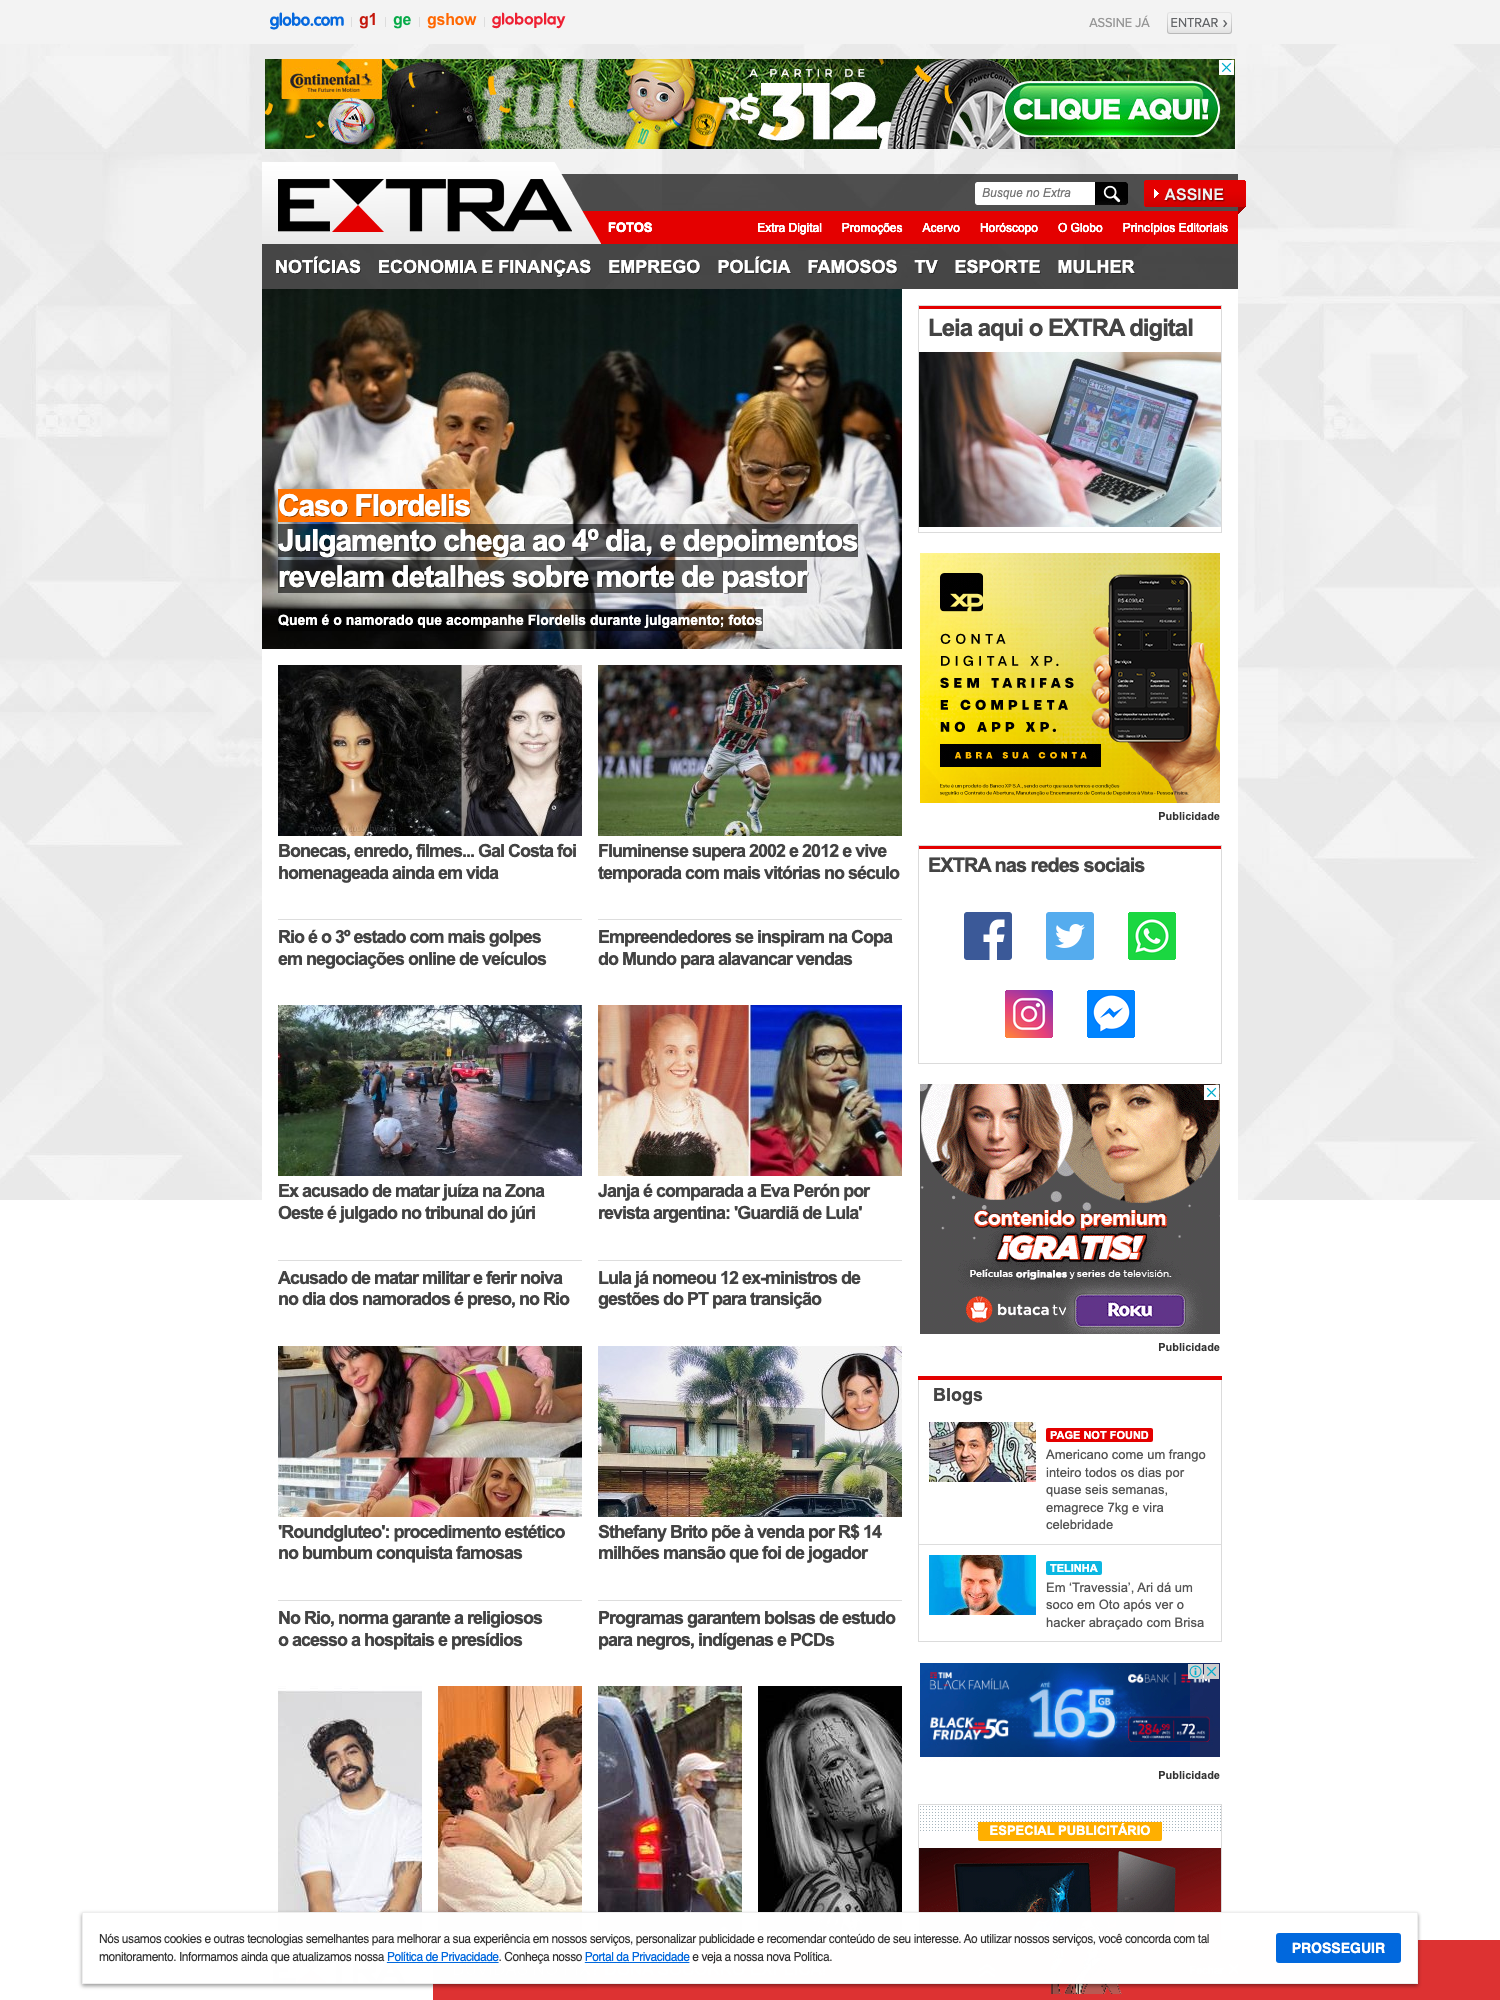 globo.com g1 ge gshow globoplay
ASSINE JÁ ENTRAR
Continental
The Future in Motion
full
A PARTIR DE
R$312.
PowerContact
CLIQUE AQUI!
EXTRA
Busque no Extra
ASSINE
FOTOS
Extra Digital Promoções Acervo Horóscopo O Globo Princípios Editoriais
NOTÍCIAS ECONOMIA E FINANÇAS EMPREGO POLÍCIA FAMOSOS TV ESPORTE MULHER
Caso Flordelis
Julgamento chega ao 4º dia, e depoimentos
revelam detalhes sobre morte de pastor
Quem é o namorado que acompanhe Flordelis durante julgamento; fotos
Leia aqui o EXTRA digital
XP
CONTA
DIGITAL XP.
SEM TARIFAS
E COMPLETA
NO APP XP.
ABRA SUA CONTA
Publicidade
Bonecas, enredo, filmes... Gal Costa foi
homenageada ainda em vida
Fluminense supera 2002 e 2012 e vive
temporada com mais vitórias no século
Rio é o 3º estado com mais golpes
em negociações online de veículos
Empreendedores se inspiram na Copa
do Mundo para alavancar vendas
EXTRA nas redes sociais
Ex acusado de matar juíza na Zona
Oeste é julgado no tribunal do júri
Janja é comparada a Eva Perón por
revista argentina: 'Guardiã de Lula'
Acusado de matar militar e ferir noiva
no dia dos namorados é preso, no Rio
Lula já nomeou 12 ex-ministros de
gestões do PT para transição
Contenido premium
¡GRATIS!
Películas originales y series de televisión.
butaca tv
ROKU
Publicidade
'Roundgluteo': procedimento estético
no bumbum conquista famosas
Sthefany Brito põe à venda por R$ 14
milhões mansão que foi de jogador
No Rio, norma garante a religiosos
o acesso a hospitais e presídios
Programas garantem bolsas de estudo
para negros, indígenas e PCDs
Blogs
PAGE NOT FOUND
Americano come um frango
inteiro todos os dias por
quase seis semanas,
emagrece 7kg e vira
celebridade
TELINHA
Em 'Travessia', Ari dá um
soco em Oto após ver o
hacker abraçado com Brisa
TIM
BLACK FAMÍLIA
BLACK
FRIDAY 5G
ATÉ
165 GB
C6 BANK | TIM
284,99
72
Publicidade
ESPECIAL PUBLICITÁRIO
Nós usamos cookies e outras tecnologias semelhantes para melhorar a sua experiência em nossos serviços, personalizar publicidade e recomendar conteúdo de seu interesse. Ao utilizar nossos serviços, você concorda com tal
monitoramento. Informamos ainda que atualizamos nossa Política de Privacidade. Conheça nosso Portal da Privacidade e veja a nossa nova Política.
PROSSEGUIR